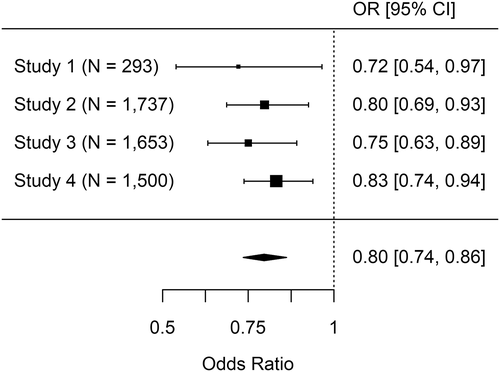 OR [95% CI]
Study 1 (N = 293) 0.72 [0.54, 0.97]
Study 2 (N = 1,737) 0.80 [0.69, 0.93]
Study 3 (N = 1,653) 0.75 [0.63, 0.89]
Study 4 (N = 1,500) 0.83 [0.74, 0.94]
0.80 [0.74, 0.86]
0.5 0.75 1
Odds Ratio